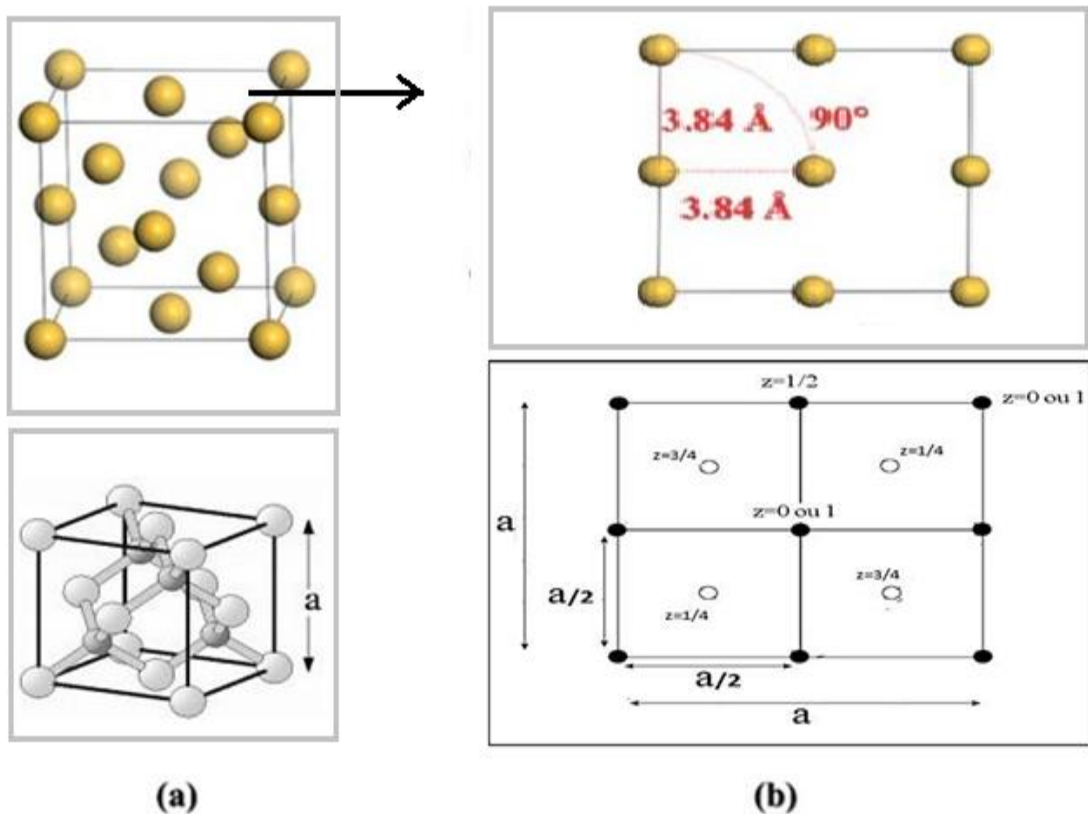 3.84 Å 90°
3.84 Å
a
z=1/2
z=0 ou 1
z=3/4
z=1/4
a
z=0 ou 1
a/2
z=3/4
z=1/4
a/2
a
(a)
(b)